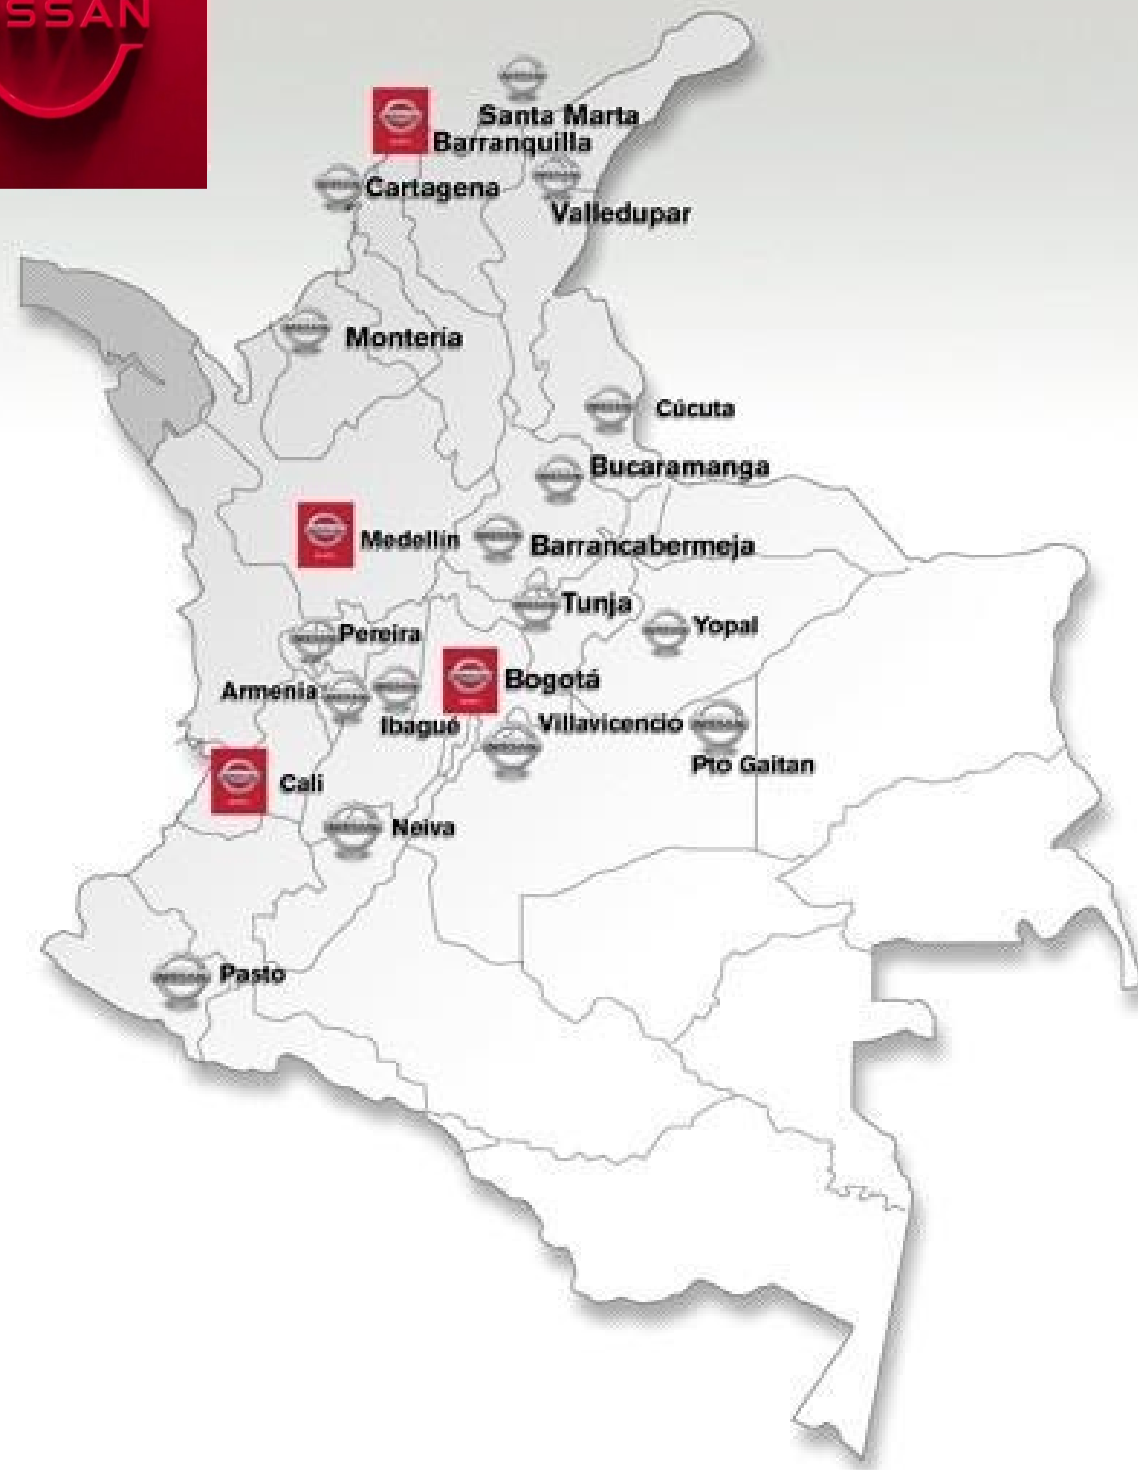 SSAN
Santa Marta
Barranquilla
Cartagena
Valledupar
Montería
Cúcuta
Bucaramanga
Medellín
Barrancabermeja
Tunja
Yopal
Pereira
Bogotá
Armenia
Ibagué
Villavicencio
Pto Gaitan
Cali
Neiva
Pasto